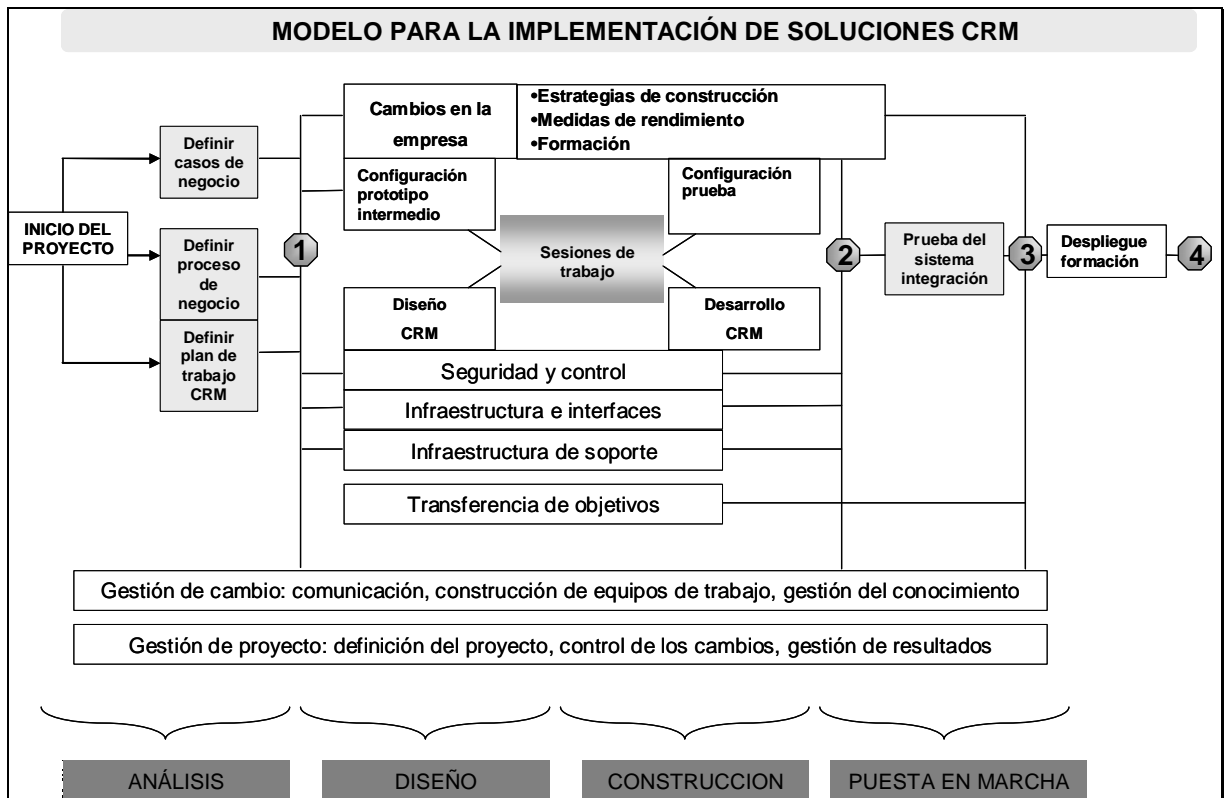 MODELO PARA LA IMPLEMENTACIÓN DE SOLUCIONES CRM
INICIO DEL
PROYECTO
Definir
casos de
negocio
Definir
proceso
de
negocio
Definir
plan de
trabajo
CRM
1
Cambios en la
empresa
•Estrategias de construcción
•Medidas de rendimiento
•Formación
Configuración
prototipo
intermedio
Configuración
prueba
Sesiones de
trabajo
Diseño
CRM
Desarrollo
CRM
Seguridad y control
Infraestructura e interfaces
Infraestructura de soporte
Transferencia de objetivos
2
Prueba del
sistema
integración
3
Despliegue
formación
4
Gestión de cambio: comunicación, construcción de equipos de trabajo, gestión del conocimiento
Gestión de proyecto: definición del proyecto, control de los cambios, gestión de resultados
ANÁLISIS
DISEÑO
CONSTRUCCION
PUESTA EN MARCHA